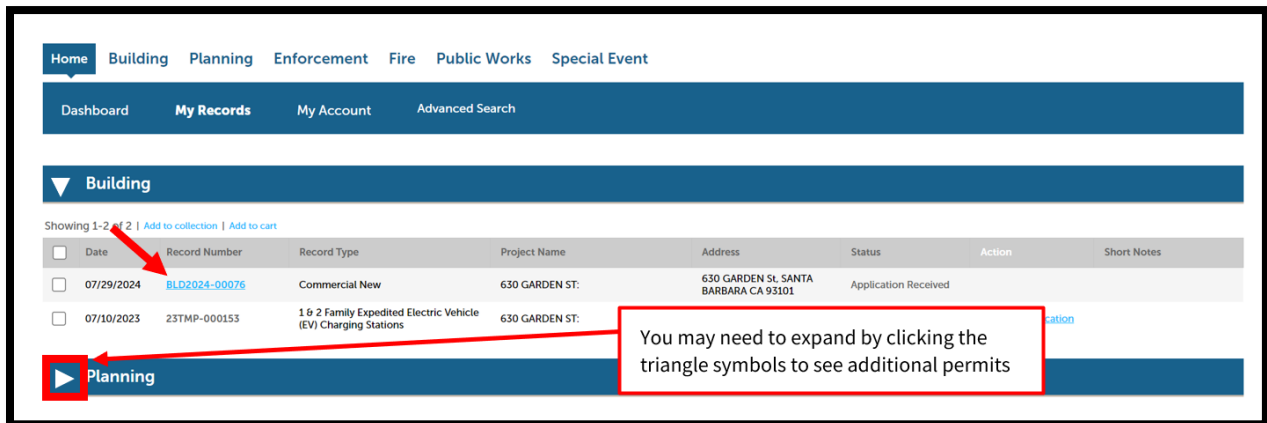 Home Building Planning Enforcement Fire Public Works Special Event
Dashboard My Records My Account Advanced Search
Building
Showing 1-2 of 2 | Add to collection | Add to cart
Date Record Number Record Type Project Name Address Status Action Short Notes
07/29/2024 BLD2024-00076 Commercial New 630 GARDEN ST: 630 GARDEN St, SANTA
BARBARA CA 93101 Application Received
07/10/2023 23TMP-000153 1 & 2 Family Expedited Electric Vehicle
(EV) Charging Stations 630 GARDEN ST:
You may need to expand by clicking the
triangle symbols to see additional permits
Planning